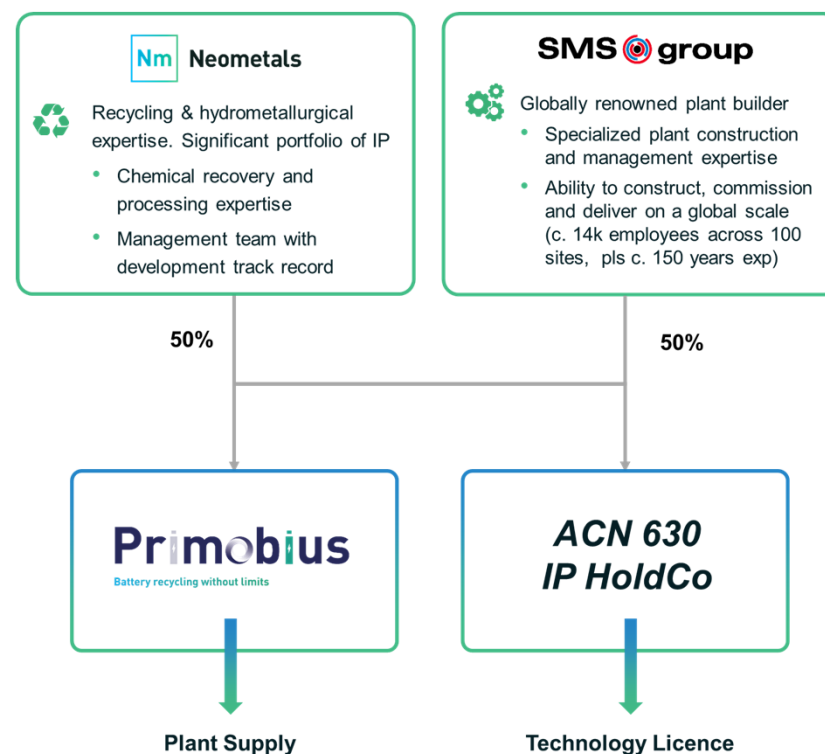 Nm Neometals
Recycling & hydrometallurgical
expertise. Significant portfolio of IP
• Chemical recovery and
processing expertise
• Management team with
development track record
SMS group
Globally renowned plant builder
• Specialized plant construction
and management expertise
• Ability to construct, commission
and deliver on a global scale
(c. 14k employees across 100
sites, pls c. 150 years exp)
50%
50%
Primobius
Battery recycling without limits
ACN 630
IP HoldCo
Plant Supply
Technology Licence